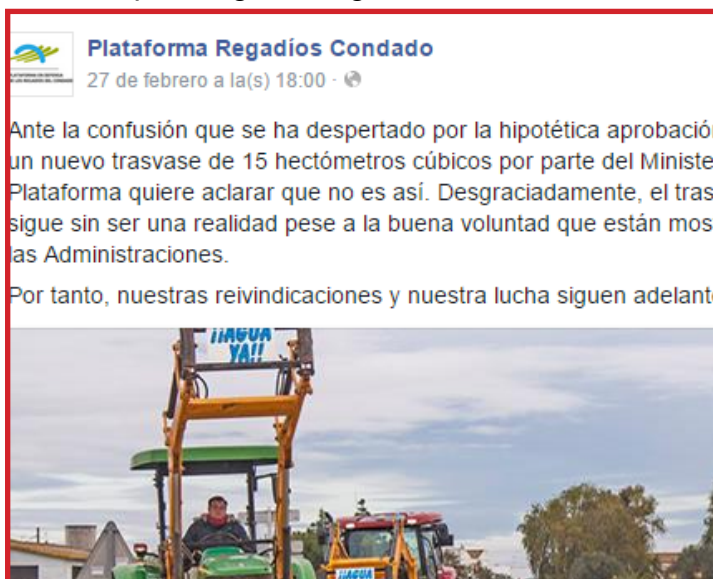 Plataforma Regadíos Condado
27 de febrero a la(s) 18:00 ·
Ante la confusión que se ha despertado por la hipotética aprobació
un nuevo trasvase de 15 hectómetros cúbicos por parte del Ministe
Plataforma quiere aclarar que no es así. Desgraciadamente, el tras
sigue sin ser una realidad pese a la buena voluntad que están mos
las Administraciones.
Por tanto, nuestras reivindicaciones y nuestra lucha siguen adelant
¡¡AGUA
YA!!
¡¡AGUA